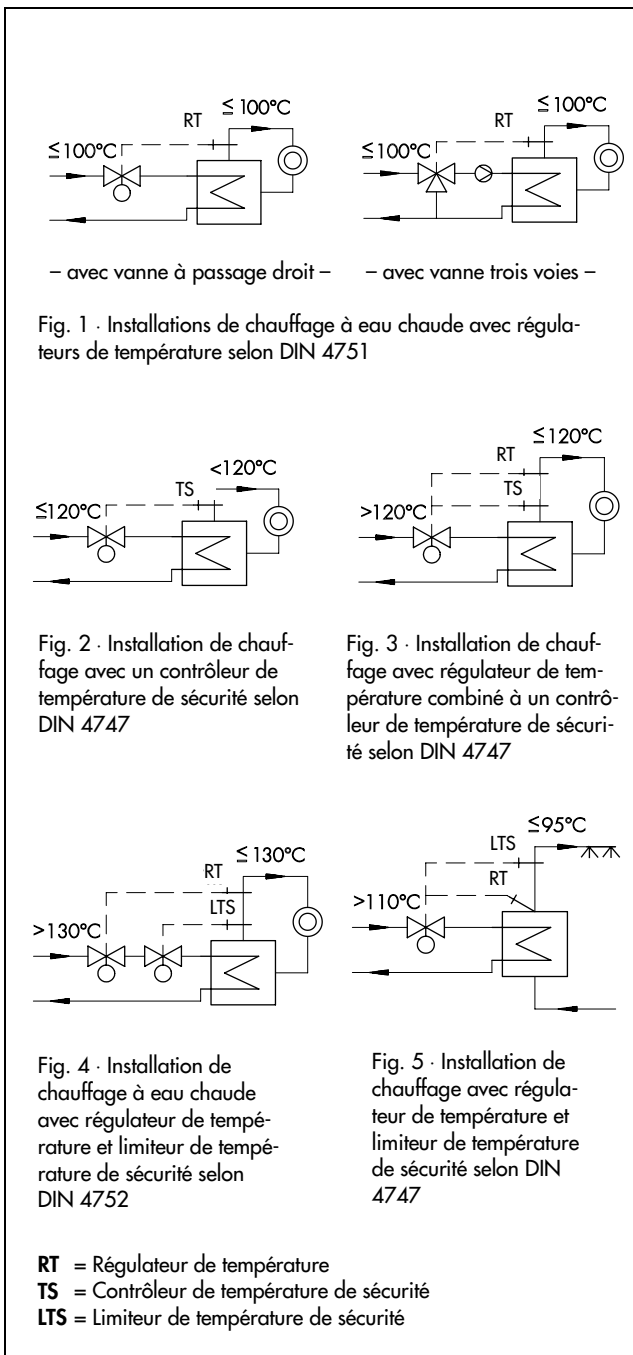 RT
≤ 100°C
≤100°C
RT
≤ 100°C
≤100°C
– avec vanne à passage droit –
– avec vanne trois voies –
Fig. 1 · Installations de chauffage à eau chaude avec régula-
teurs de température selon DIN 4751
TS
<120°C
≤120°C
RT
≤120°C
TS
>120°C
Fig. 2 · Installation de chauf-
fage avec un contrôleur de
température de sécurité selon
DIN 4747
Fig. 3 · Installation de chauf-
fage avec régulateur de tem-
pérature combiné à un contrô-
leur de température de sécuri-
té selon DIN 4747
RT
≤130°C
LTS
>130°C
LTS
≤95°C
RT
>110°C
Fig. 4 · Installation de
chauffage à eau chaude
avec régulateur de tempé-
rature et limiteur de tempé-
rature de sécurité selon
DIN 4752
Fig. 5 · Installation de
chauffage avec régula-
teur de température et
limiteur de température
de sécurité selon DIN
4747
RT = Régulateur de température
TS = Contrôleur de température de sécurité
LTS = Limiteur de température de sécurité